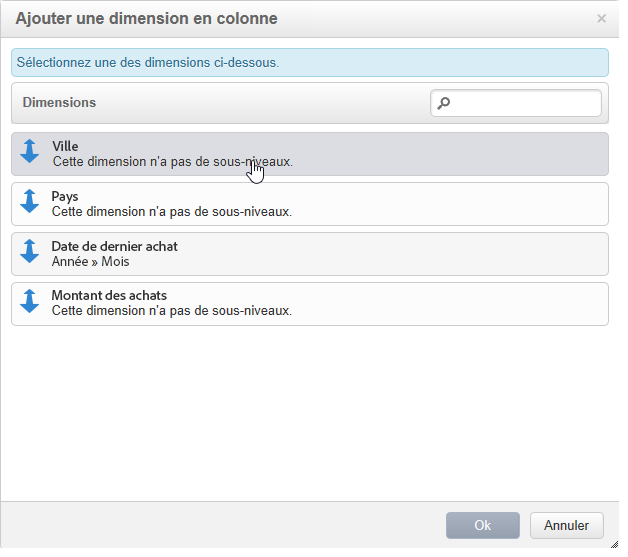 Ajouter une dimension en colonne
×
Sélectionnez une des dimensions ci-dessous.
Dimensions
Ville
Cette dimension n'a pas de sous-niveaux.
Pays
Cette dimension n'a pas de sous-niveaux.
Date de dernier achat
Année » Mois
Montant des achats
Cette dimension n'a pas de sous-niveaux.
Ok
Annuler